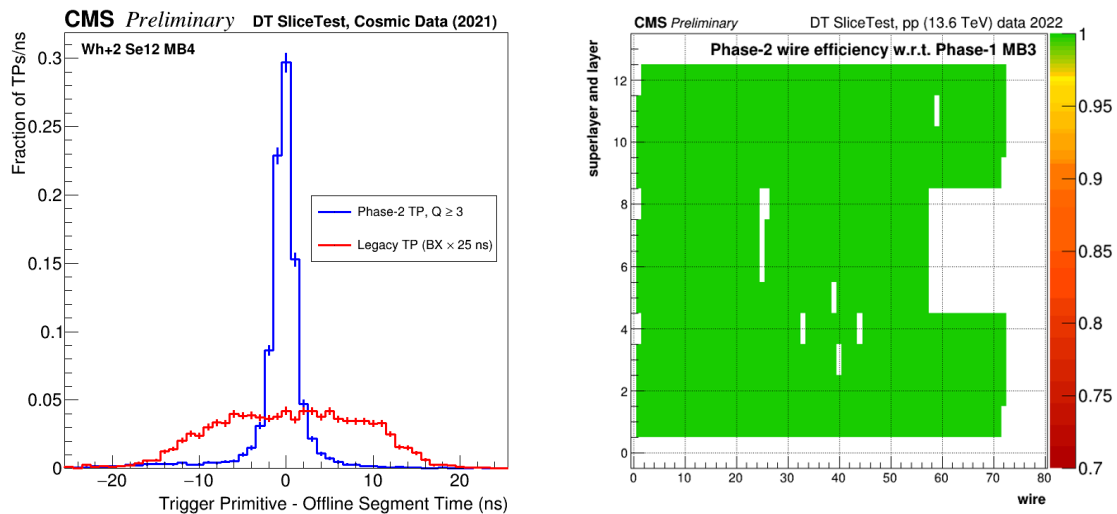 CMS Preliminary DT SliceTest, Cosmic Data (2021)
Wh+2 Se12 MB4
Fraction of TPs/ns
0.3
0.25
0.2
0.15
0.1
0.05
0
Phase-2 TP, Q ≥ 3
Legacy TP (BX × 25 ns)
−20 −10 0 10 20
Trigger Primitive - Offline Segment Time (ns)
CMS Preliminary DT SliceTest, pp (13.6 TeV) data 2022
Phase-2 wire efficiency w.r.t. Phase-1 MB3
superlayer and layer
12
10
8
6
4
2
0
0 10 20 30 40 50 60 70 80
wire
1
0.95
0.9
0.85
0.8
0.75
0.7